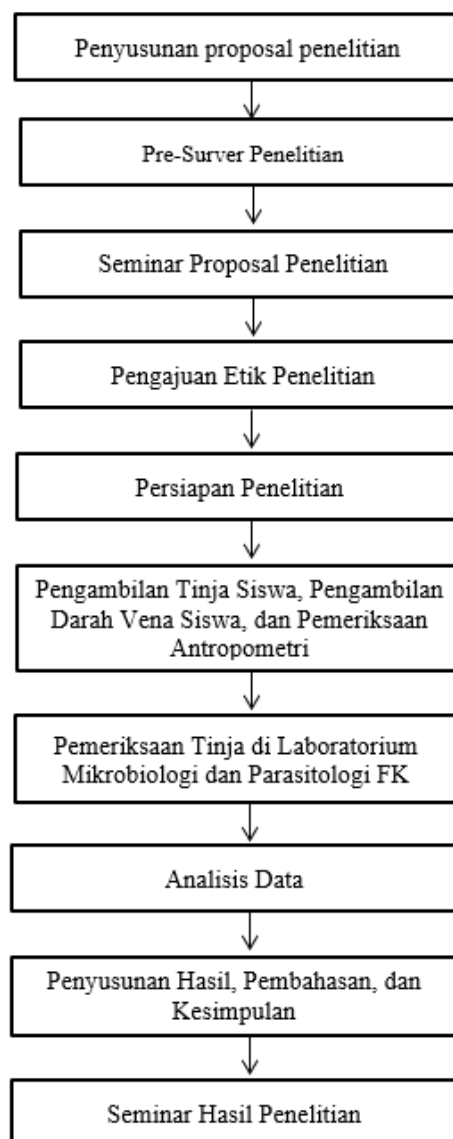 Penyusunan proposal penelitian
Pre-Surver Penelitian
Seminar Proposal Penelitian
Pengajuan Etik Penelitian
Persiapan Penelitian
Pengambilan Tinja Siswa, Pengambilan
Darah Vena Siswa, dan Pemeriksaan
Antropometri
Pemeriksaan Tinja di Laboratorium
Mikrobiologi dan Parasitologi FK
Analisis Data
Penyusunan Hasil, Pembahasan, dan
Kesimpulan
Seminar Hasil Penelitian